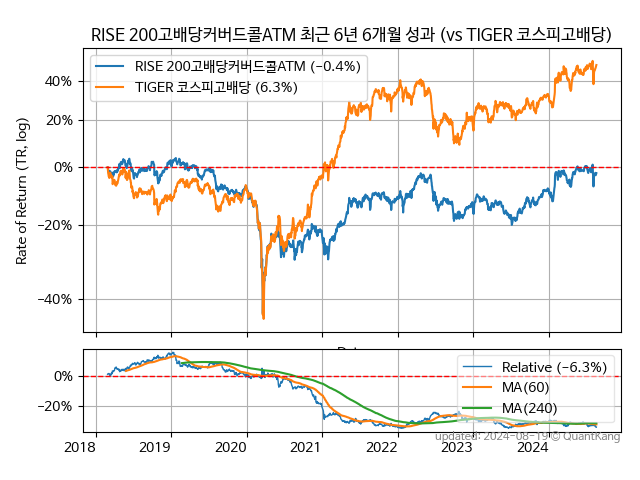 RISE 200고배당커버드콜ATM 최근 6년 6개월 성과 (vs TIGER 코스피고배당)
RISE 200고배당커버드콜ATM (−0.4%)
TIGER 코스피고배당 (6.3%)
Rate of Return (TR, log)
40%
20%
0%
−20%
−40%
Relative (−6.3%)
MA(60)
MA(240)
0%
−20%
updated: 2024-08-19 © QuantKang
2018
2019
2020
2021
2022
2023
2024